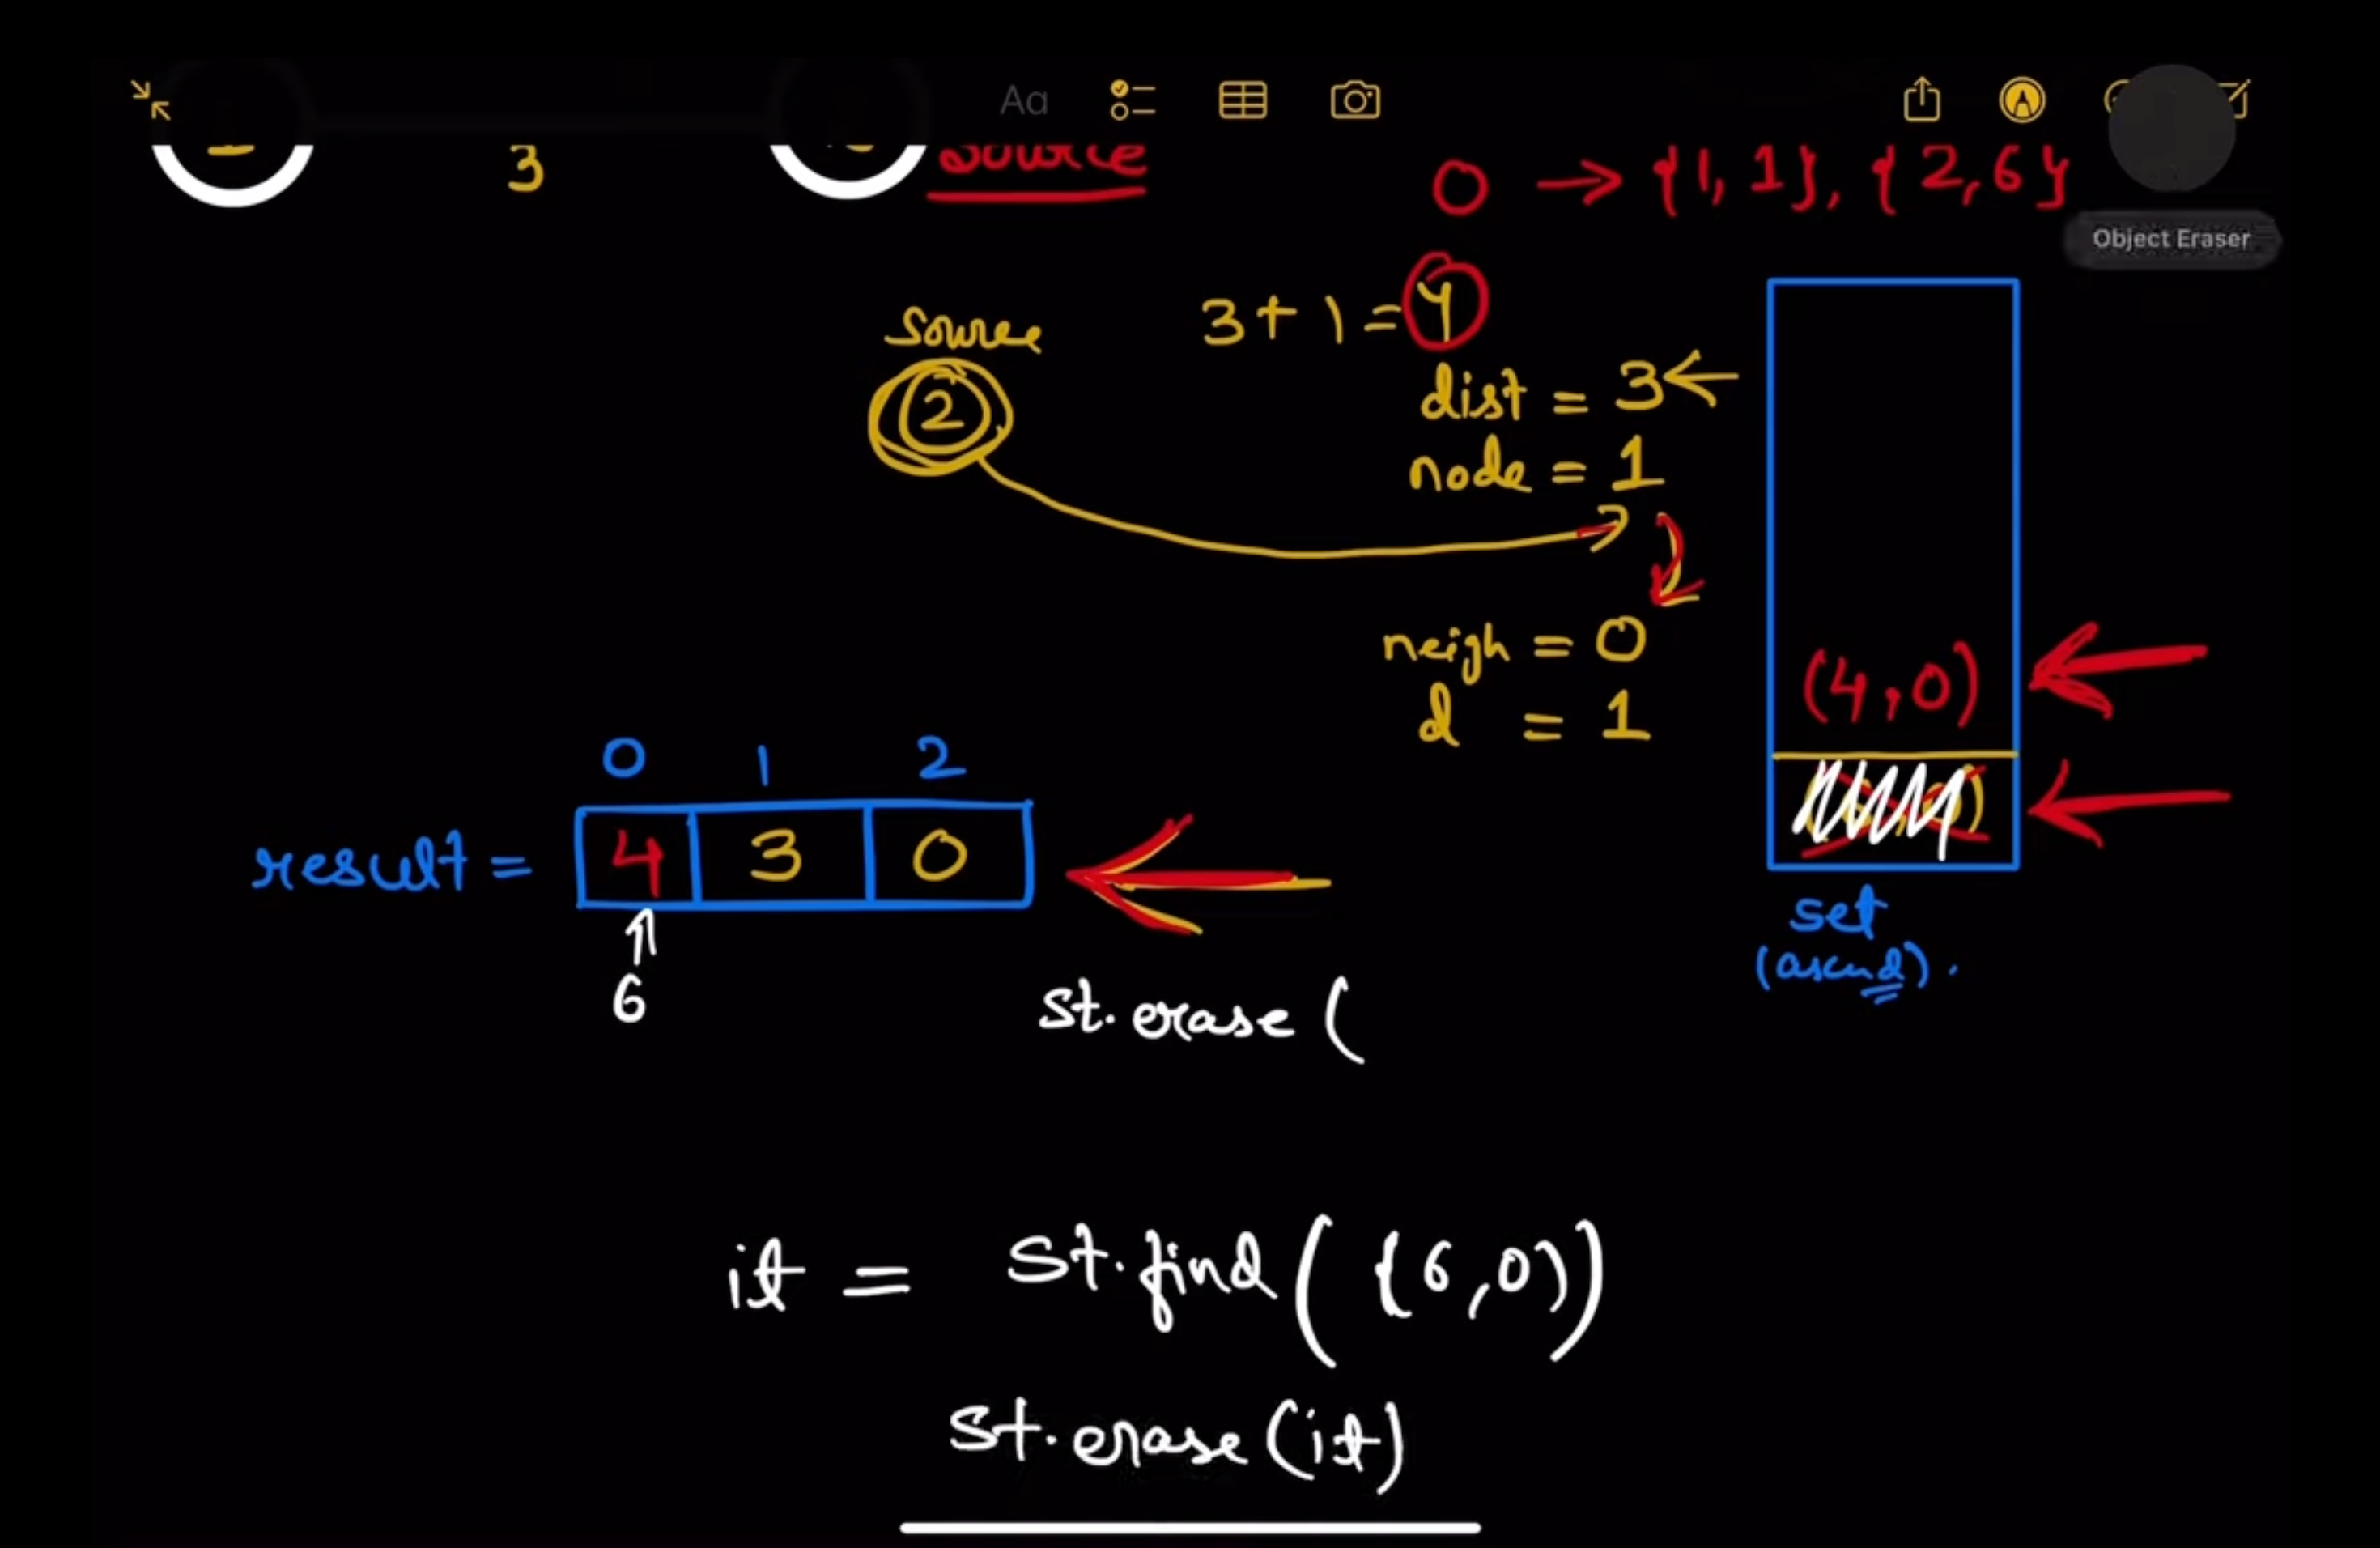 Aa
3
source
0 → {1, 1}, {2, 6}
Object Eraser
source
3 + 1 = 4
2
dist = 3
node = 1
neigh = 0
d = 1
(4, 0)
0 1 2
result = 4 3 0
6
set
(ascnd).
st. erase (
it = st. find ( {6, 0))
st. erase (it)